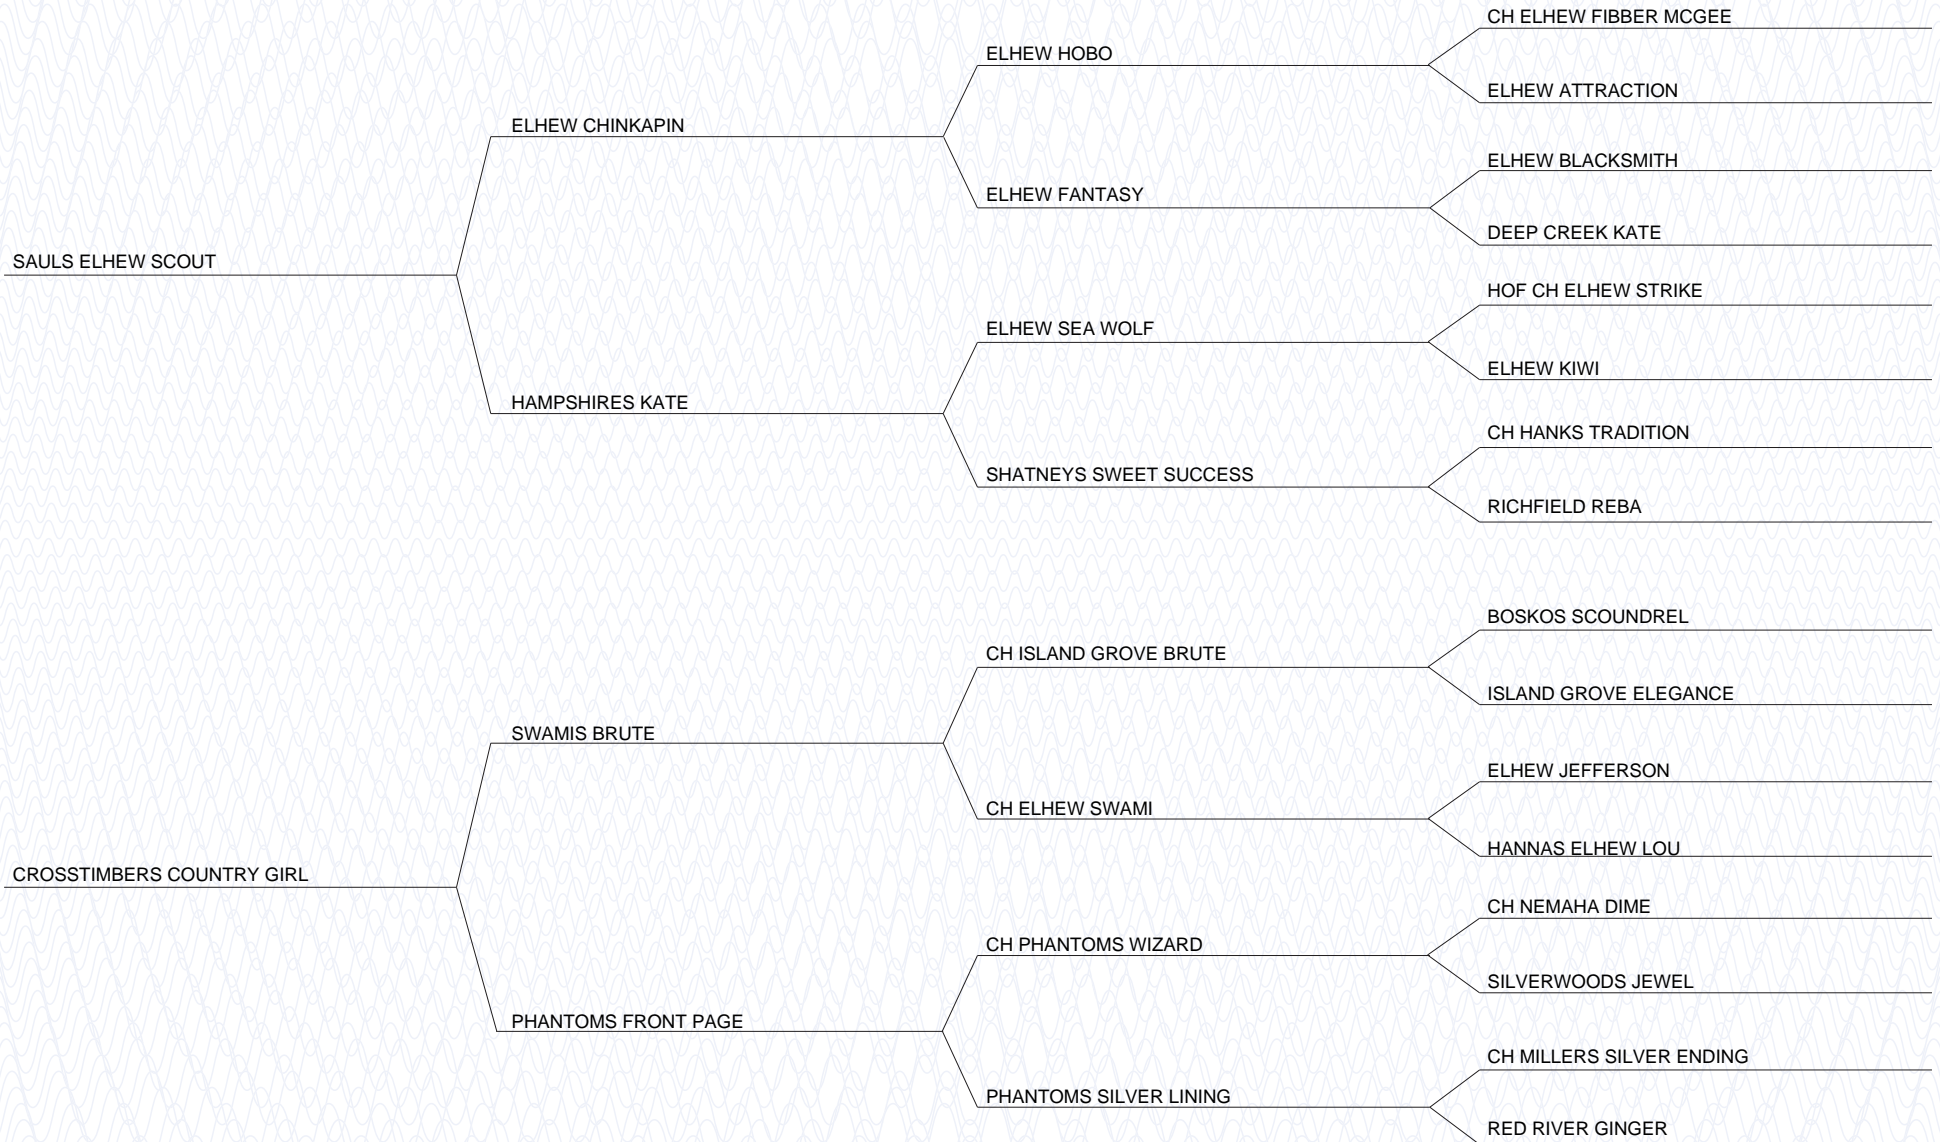 CH ELHEW FIBBER MCGEE
ELHEW HOBO
ELHEW ATTRACTION
ELHEW CHINKAPIN
ELHEW BLACKSMITH
ELHEW FANTASY
DEEP CREEK KATE
SAULS ELHEW SCOUT
HOF CH ELHEW STRIKE
ELHEW SEA WOLF
ELHEW KIWI
HAMPSHIRES KATE
CH HANKS TRADITION
SHATNEYS SWEET SUCCESS
RICHFIELD REBA
BOSKOS SCOUNDREL
CH ISLAND GROVE BRUTE
ISLAND GROVE ELEGANCE
SWAMIS BRUTE
ELHEW JEFFERSON
CH ELHEW SWAMI
HANNAS ELHEW LOU
CROSSTIMBERS COUNTRY GIRL
CH NEMAHA DIME
CH PHANTOMS WIZARD
SILVERWOODS JEWEL
PHANTOMS FRONT PAGE
CH MILLERS SILVER ENDING
PHANTOMS SILVER LINING
RED RIVER GINGER